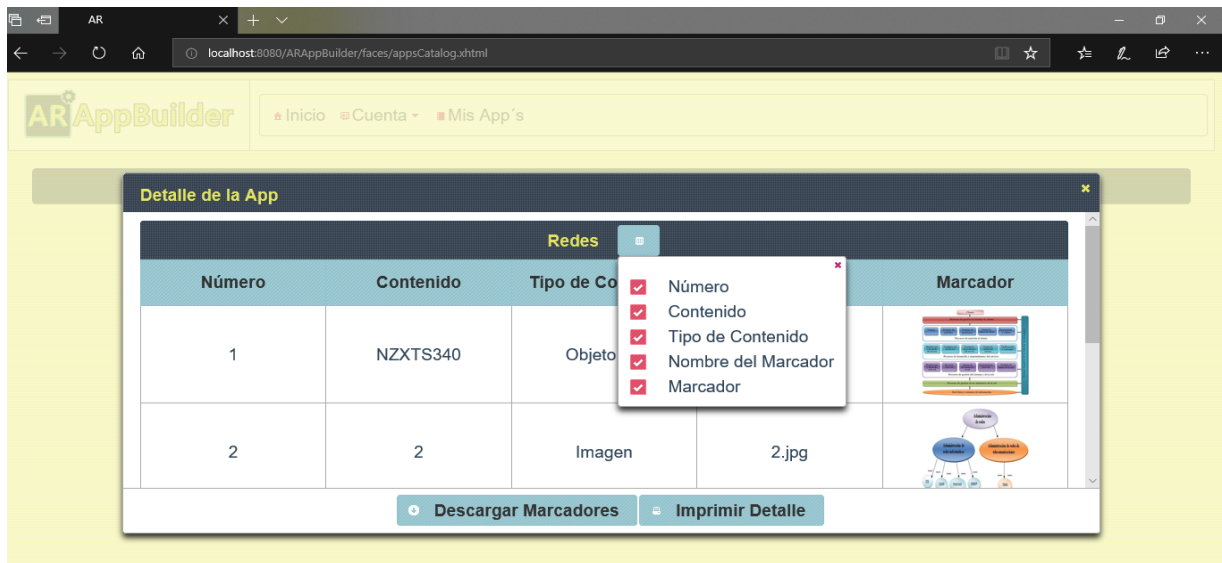 AR
localhost:8080/ARAppBuilder/faces/appsCatalog.xhtml
ARAppBuilder
Inicio Cuenta Mis App's
Detalle de la App
Redes
Número Contenido Tipo de Co Marcador
Número
Contenido
Tipo de Contenido
Nombre del Marcador
Marcador
1 NZXTS340 Objeto
2 2 Imagen 2.jpg
Descargar Marcadores Imprimir Detalle